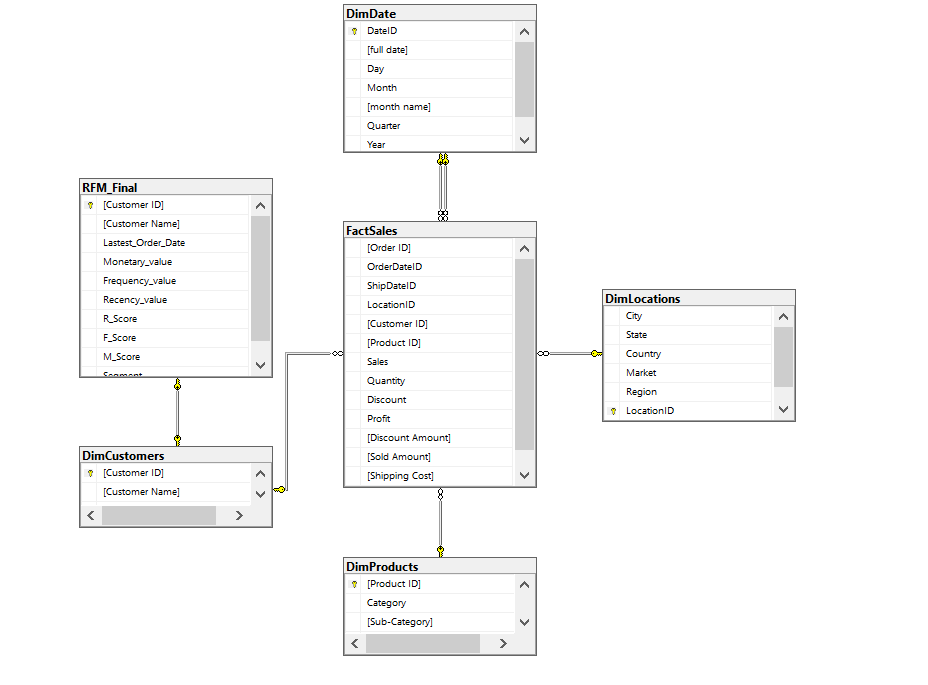 DimDate
DateID
[full date]
Day
Month
[month name]
Quarter
Year
RFM_Final
[Customer ID]
[Customer Name]
Lastest_Order_Date
Monetary_value
Frequency_value
Recency_value
R_Score
F_Score
M_Score
Segment
FactSales
[Order ID]
OrderDateID
ShipDateID
LocationID
[Customer ID]
[Product ID]
Sales
Quantity
Discount
Profit
[Discount Amount]
[Sold Amount]
[Shipping Cost]
DimLocations
City
State
Country
Market
Region
LocationID
DimCustomers
[Customer ID]
[Customer Name]
DimProducts
[Product ID]
Category
[Sub-Category]